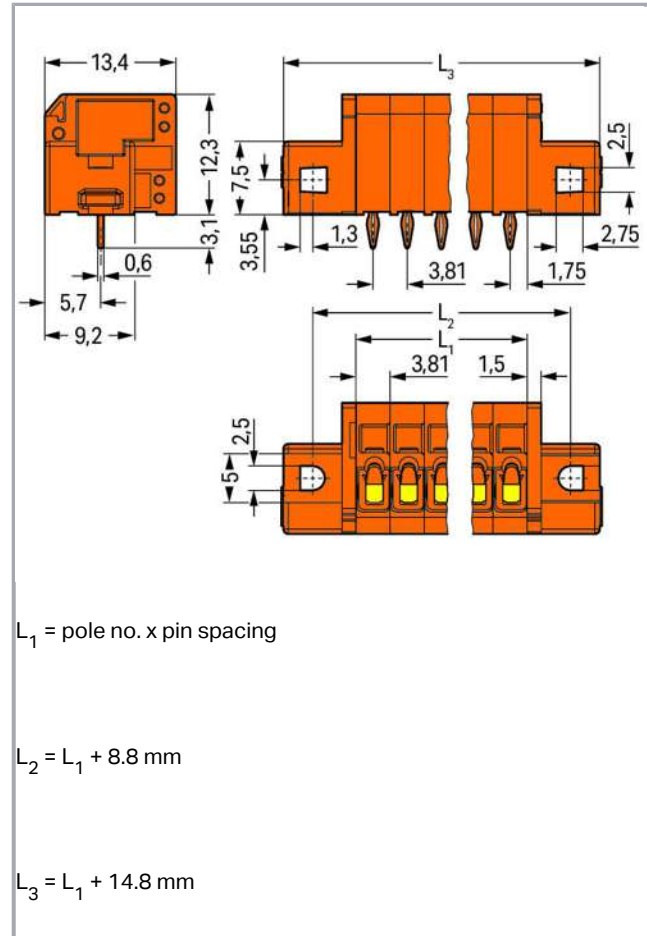 13,4
L3
12,3
7,5
2,5
3,1
3,55
1,3
2,75
0,6
3,81
1,75
5,7
9,2
L2
L1
3,81
1,5
2,5
5
L1 = pole no. x pin spacing
L2 = L1 + 8.8 mm
L3 = L1 + 14.8 mm